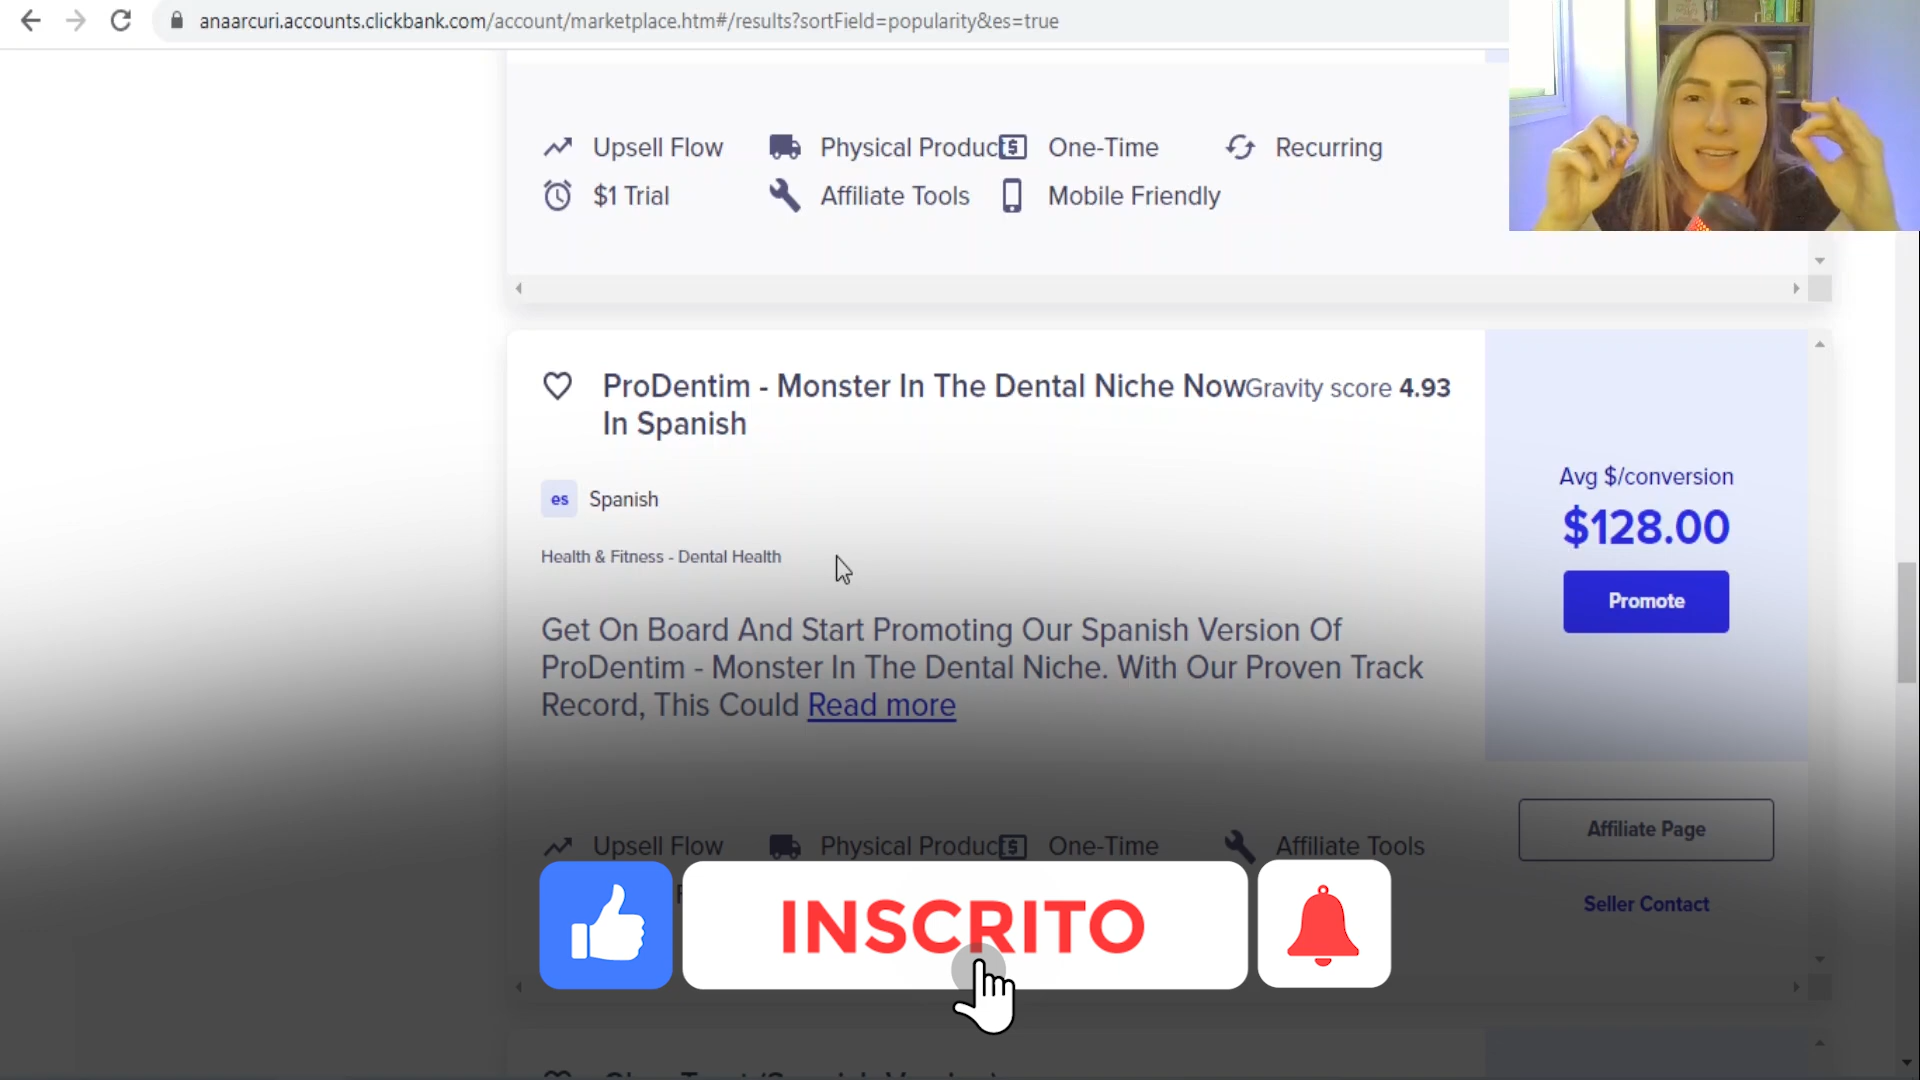 anaarcuri.accounts.clickbank.com/account/marketplace.htm#/results?sortField=popularity&es=true
Upsell Flow
Physical Product
One-Time
Recurring
$1 Trial
Affiliate Tools
Mobile Friendly
ProDentim - Monster In The Dental Niche Now
In Spanish
Gravity score 4.93
es Spanish
Health & Fitness - Dental Health
Get On Board And Start Promoting Our Spanish Version Of
ProDentim - Monster In The Dental Niche. With Our Proven Track
Record, This Could Read more
Avg $/conversion
$128.00
Promote
Upsell Flow
Physical Product
One-Time
Affiliate Tools
Affiliate Page
Seller Contact
INSCRITO